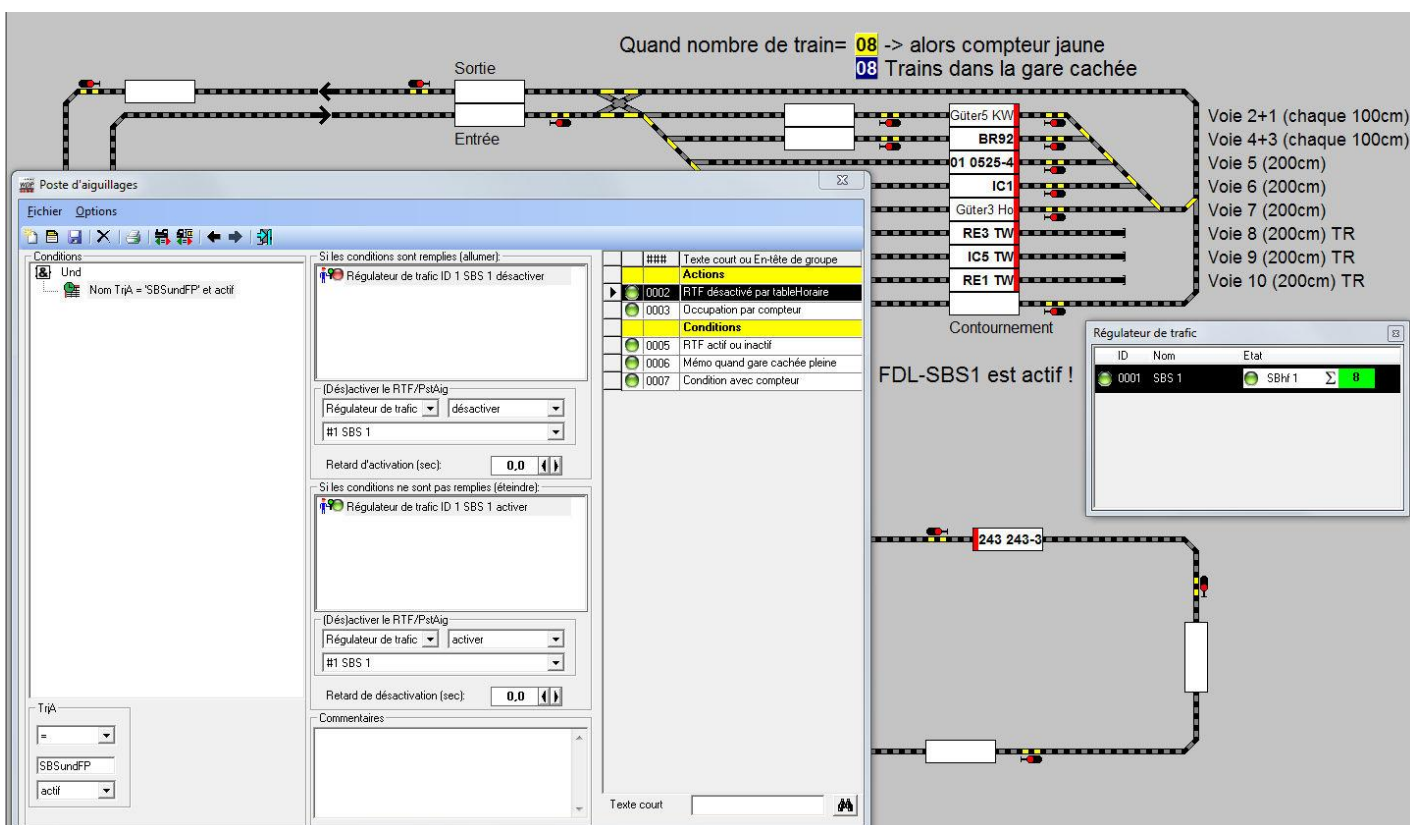 Quand nombre de train= 08 -> alors compteur jaune
08 Trains dans la gare cachée
Sortie
Entrée
Güter5 KW
BR92
01 0525-4
IC1
Güter3 Ho
RE3 TW
IC5 TW
RE1 TW
Contournement
Voie 2+1 (chaque 100cm)
Voie 4+3 (chaque 100cm)
Voie 5 (200cm)
Voie 6 (200cm)
Voie 7 (200cm)
Voie 8 (200cm) TR
Voie 9 (200cm) TR
Voie 10 (200cm) TR
Poste d'aiguillages
Fichier Options
Conditions
& Und
Nom TrjA = 'SBSundFP' et actif
TrjA
=
SBSundFP
actif
Si les conditions sont remplies (allumer):
Régulateur de trafic ID 1 SBS 1 désactiver
(Dés)activer le RTF/PstAig
Régulateur de trafic désactiver
#1 SBS 1
Retard d'activation (sec): 0,0
Si les conditions ne sont pas remplies (éteindre):
Régulateur de trafic ID 1 SBS 1 activer
(Dés)activer le RTF/PstAig
Régulateur de trafic activer
#1 SBS 1
Retard de désactivation (sec): 0,0
Commentaires
### Texte court ou En-tête de groupe
Actions
0002 RTF désactivé par tableHoraire
0003 Occupation par compteur
Conditions
0005 RTF actif ou inactif
0006 Mémo quand gare cachée pleine
0007 Condition avec compteur
Texte court
FDL-SBS1 est actif !
Régulateur de trafic
ID Nom Etat
0001 SBS 1 SBhf 1 Σ 8
243 243-3